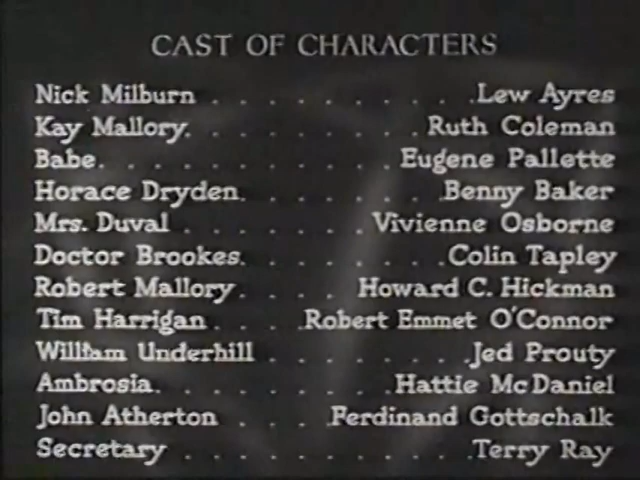 CAST OF CHARACTERS
Nick Milburn . . . . . . . . . . Lew Ayres
Kay Mallory. . . . . . . . . Ruth Coleman
Babe. . . . . . . . . . . Eugene Pallette
Horace Dryden. . . . . . . Benny Baker
Mrs. Duval . . . . . . . Vivienne Osborne
Doctor Brookes. . . . . . . . Colin Tapley
Robert Mallory. . . . Howard C. Hickman
Tim Harrigan . . . . Robert Emmet O'Connor
William Underhill . . . . . . . . Jed Prouty
Ambrosia. . . . . . . . . Hattie McDaniel
John Atherton . . . . Ferdinand Gottschalk
Secretary . . . . . . . . . . . Terry Ray